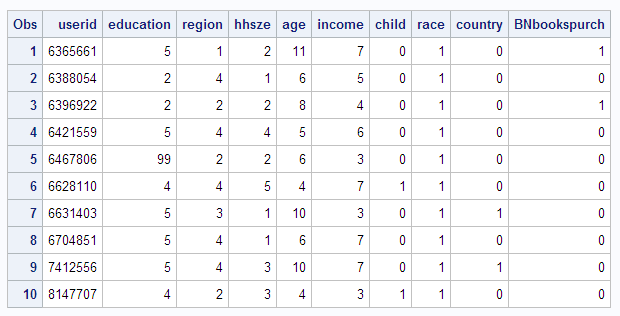 Obs userid education region hhsze age income child race country BNbookspurch
1 6365661 5 1 2 11 7 0 1 0 1
2 6388054 2 4 1 6 5 0 1 0 0
3 6396922 2 2 2 8 4 0 1 0 1
4 6421559 5 4 4 5 6 0 1 0 0
5 6467806 99 2 2 6 3 0 1 0 0
6 6628110 4 4 5 4 7 1 1 0 0
7 6631403 5 3 1 10 3 0 1 1 0
8 6704851 5 4 1 6 7 0 1 0 0
9 7412556 5 4 3 10 7 0 1 1 0
10 8147707 4 2 3 4 3 1 1 0 0